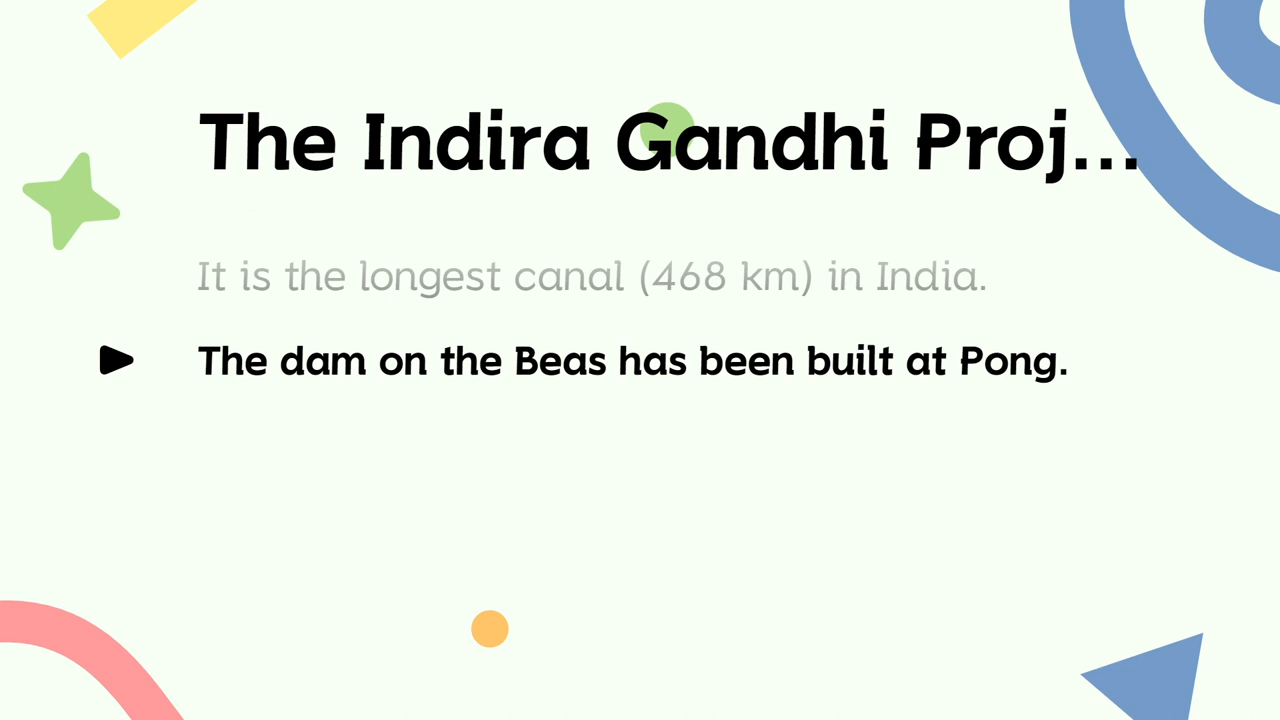 The Indira Gandhi Proj...
It is the longest canal (468 km) in India.
The dam on the Beas has been built at Pong.